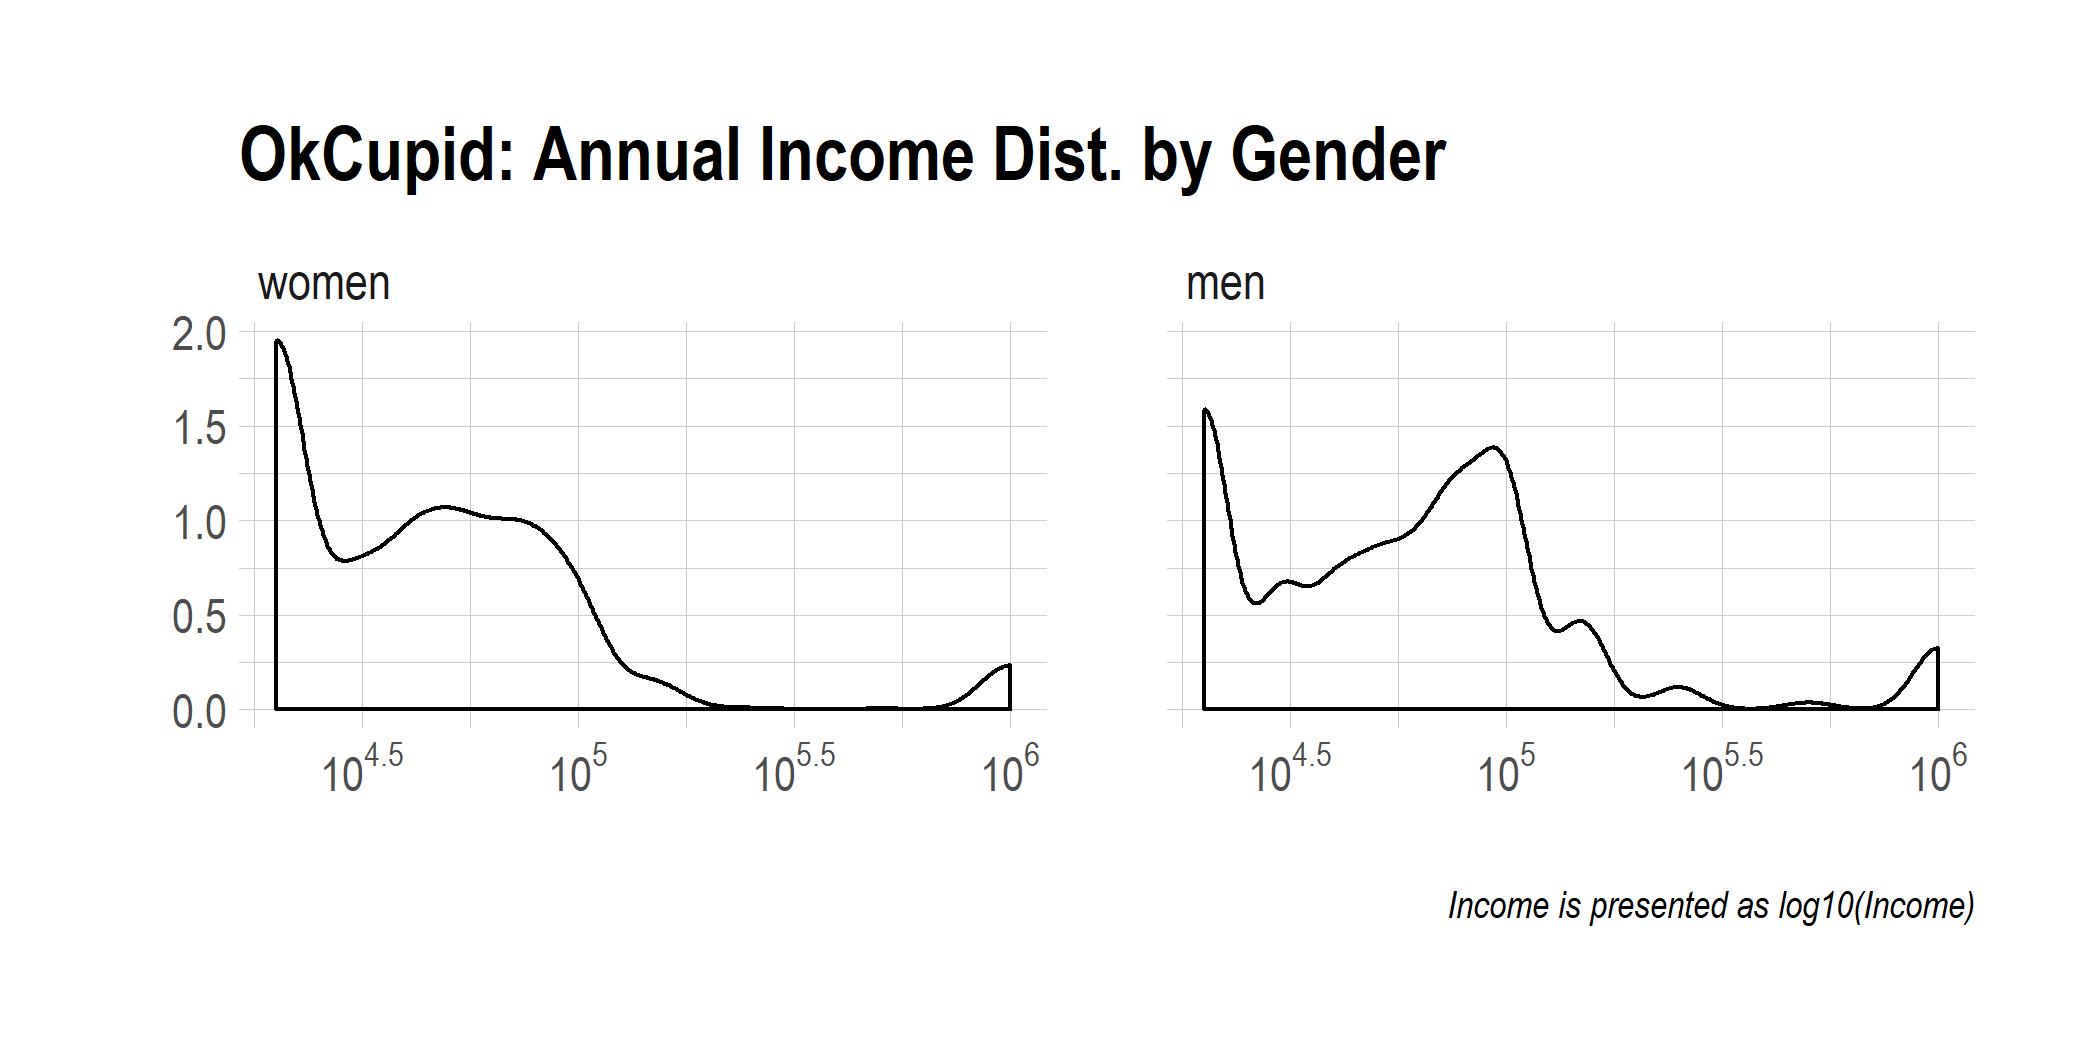 OkCupid: Annual Income Dist. by Gender
women
men
2.0
1.5
1.0
0.5
0.0
10^4.5 10^5 10^5.5 10^6
10^4.5 10^5 10^5.5 10^6
Income is presented as log10(Income)